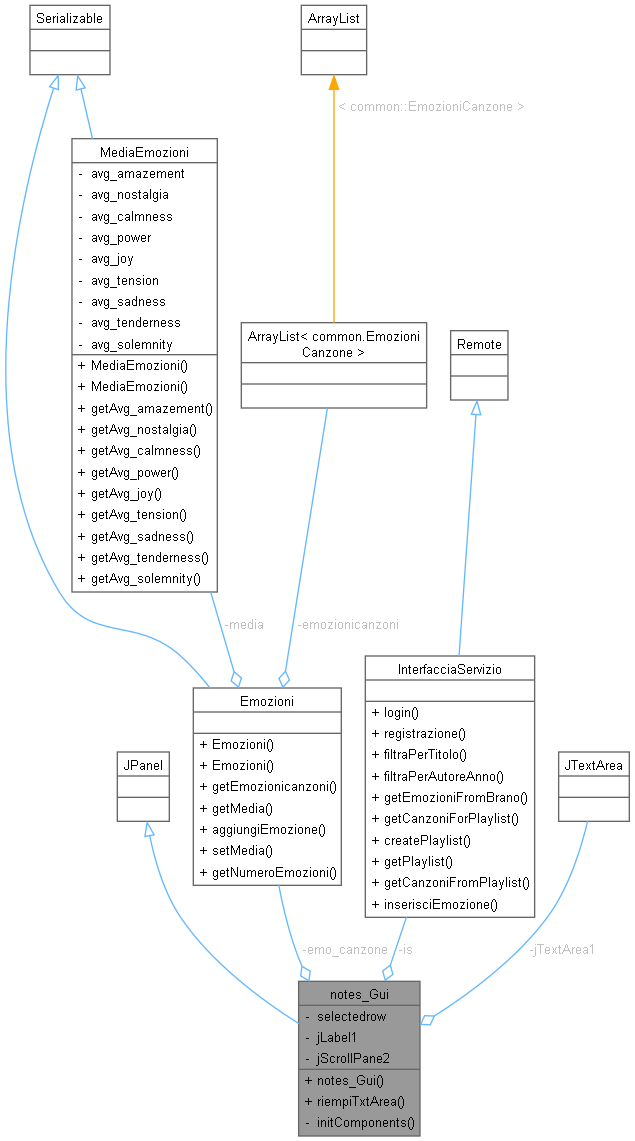 Serializable
ArrayList
< common::EmozioniCanzone >
MediaEmozioni
- avg_amazement
- avg_nostalgia
- avg_calmness
- avg_power
- avg_joy
- avg_tension
- avg_sadness
- avg_tenderness
- avg_solemnity
+ MediaEmozioni()
+ MediaEmozioni()
+ getAvg_amazement()
+ getAvg_nostalgia()
+ getAvg_calmness()
+ getAvg_power()
+ getAvg_joy()
+ getAvg_tension()
+ getAvg_sadness()
+ getAvg_tenderness()
+ getAvg_solemnity()
ArrayList< common.Emozioni
Canzone >
Remote
-media
-emozionicanzoni
Emozioni
+ Emozioni()
+ Emozioni()
+ getEmozionicanzoni()
+ getMedia()
+ aggiungiEmozione()
+ setMedia()
+ getNumeroEmozioni()
InterfacciaServizio
+ login()
+ registrazione()
+ filtraPerTitolo()
+ filtraPerAutoreAnno()
+ getEmozioniFromBrano()
+ getCanzoniForPlaylist()
+ createPlaylist()
+ getPlaylist()
+ getCanzoniFromPlaylist()
+ inserisciEmozione()
JPanel
JTextArea
-emo_canzone
-is
-jTextArea1
notes_Gui
- selectedrow
- jLabel1
- jScrollPane2
+ notes_Gui()
+ riempiTxtArea()
- initComponents()